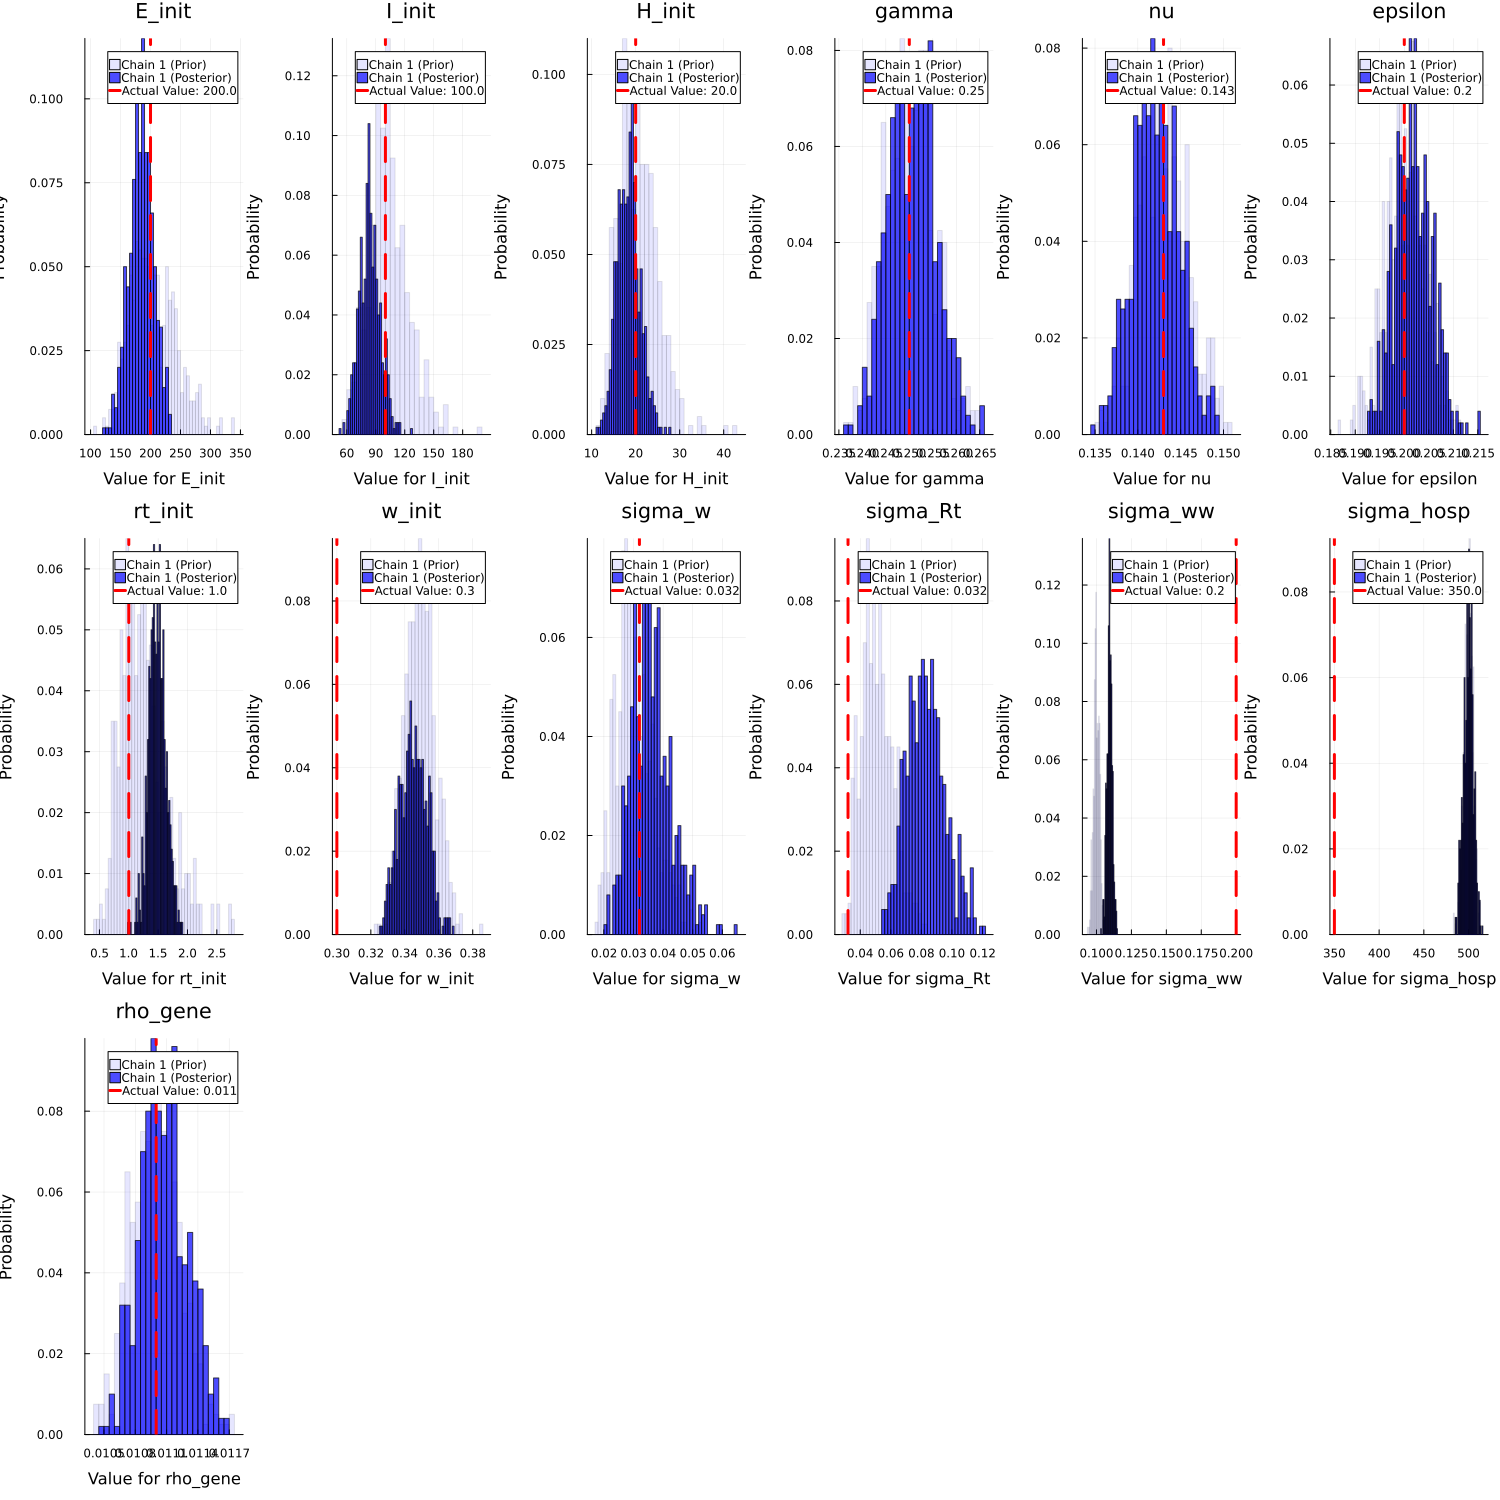 E_init
I_init
H_init
gamma
nu
epsilon
Chain 1 (Prior)
Chain 1 (Posterior)
Actual Value: 200.0
Chain 1 (Prior)
Chain 1 (Posterior)
Actual Value: 100.0
Chain 1 (Prior)
Chain 1 (Posterior)
Actual Value: 20.0
Chain 1 (Prior)
Chain 1 (Posterior)
Actual Value: 0.25
Chain 1 (Prior)
Chain 1 (Posterior)
Actual Value: 0.143
Chain 1 (Prior)
Chain 1 (Posterior)
Actual Value: 0.2
0.100
0.075
0.050
0.025
0.000
0.12
0.10
0.08
0.06
0.04
0.02
0.00
0.100
0.075
0.050
0.025
0.000
0.08
0.06
0.04
0.02
0.00
0.08
0.06
0.04
0.02
0.00
0.06
0.05
0.04
0.03
0.02
0.01
0.00
Probability
Probability
Probability
Probability
Probability
100 150 200 250 300 350
60 90 120 150 180
10 20 30 40
0.135 0.140 0.145 0.150
Value for E_init
Value for I_init
Value for H_init
Value for gamma
Value for nu
Value for epsilon
rt_init
w_init
sigma_w
sigma_Rt
sigma_ww
sigma_hosp
Chain 1 (Prior)
Chain 1 (Posterior)
Actual Value: 1.0
Chain 1 (Prior)
Chain 1 (Posterior)
Actual Value: 0.3
Chain 1 (Prior)
Chain 1 (Posterior)
Actual Value: 0.032
Chain 1 (Prior)
Chain 1 (Posterior)
Actual Value: 0.032
Chain 1 (Prior)
Chain 1 (Posterior)
Actual Value: 0.2
Chain 1 (Prior)
Chain 1 (Posterior)
Actual Value: 350.0
0.06
0.05
0.04
0.03
0.02
0.01
0.00
0.08
0.06
0.04
0.02
0.00
0.06
0.04
0.02
0.00
0.08
0.06
0.04
0.02
0.00
0.12
0.10
0.08
0.06
0.04
0.02
0.00
0.08
0.06
0.04
0.02
0.00
Probability
Probability
Probability
Probability
Probability
Probability
0.5 1.0 1.5 2.0 2.5
0.30 0.32 0.34 0.36 0.38
0.02 0.03 0.04 0.05 0.06
0.04 0.06 0.08 0.10 0.12
0.100 0.125 0.150 0.175 0.200
350 400 450 500
Value for rt_init
Value for w_init
Value for sigma_w
Value for sigma_Rt
Value for sigma_ww
Value for sigma_hosp
rho_gene
Chain 1 (Prior)
Chain 1 (Posterior)
Actual Value: 0.011
0.08
0.06
0.04
0.02
0.00
Probability
Value for rho_gene